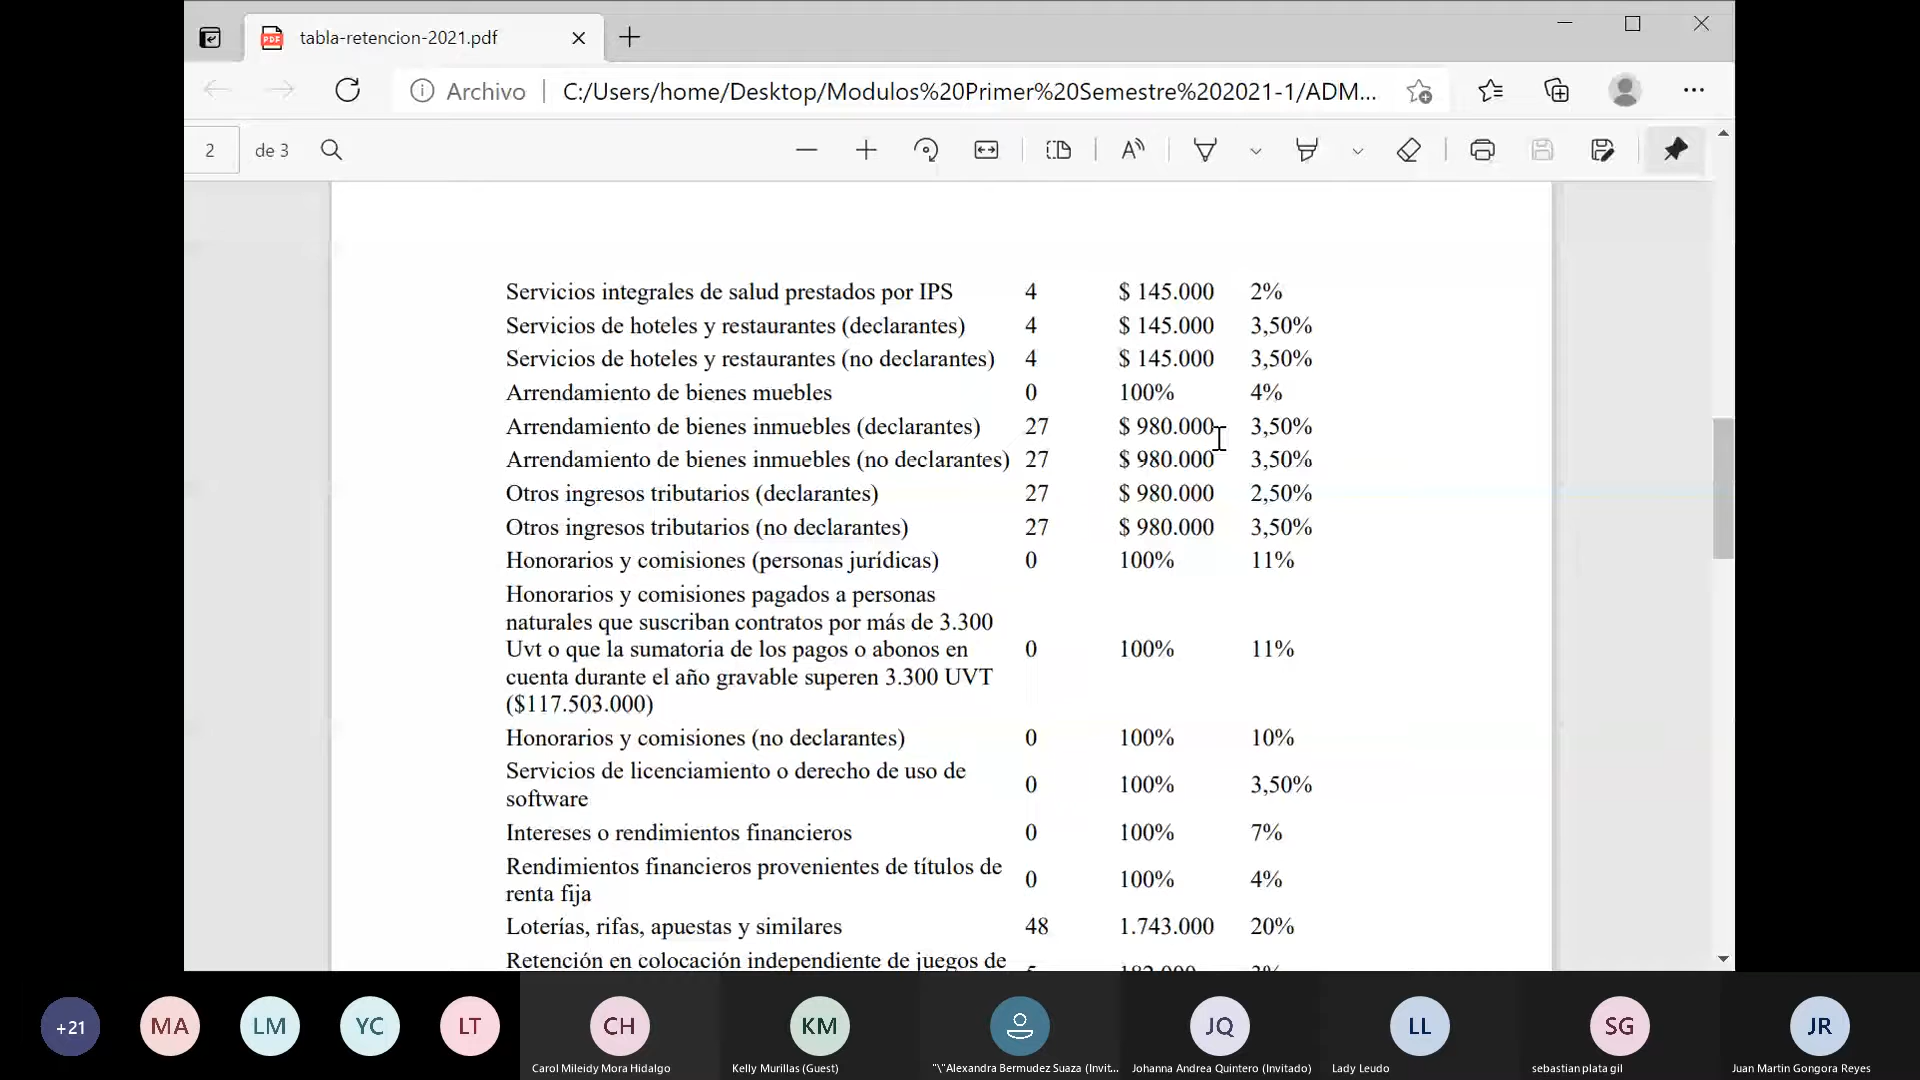 tabla-retencion-2021.pdf
Archivo C:/Users/home/Desktop/Modulos%20Primer%20Semestre%202021-1/ADM...
2 de 3
Servicios integrales de salud prestados por IPS 4 $ 145.000 2%
Servicios de hoteles y restaurantes (declarantes) 4 $ 145.000 3,50%
Servicios de hoteles y restaurantes (no declarantes) 4 $ 145.000 3,50%
Arrendamiento de bienes muebles 0 100% 4%
Arrendamiento de bienes inmuebles (declarantes) 27 $ 980.000 3,50%
Arrendamiento de bienes inmuebles (no declarantes) 27 $ 980.000 3,50%
Otros ingresos tributarios (declarantes) 27 $ 980.000 2,50%
Otros ingresos tributarios (no declarantes) 27 $ 980.000 3,50%
Honorarios y comisiones (personas jurídicas) 0 100% 11%
Honorarios y comisiones pagados a personas
naturales que suscriban contratos por más de 3.300
Uvt o que la sumatoria de los pagos o abonos en 0 100% 11%
cuenta durante el año gravable superen 3.300 UVT
($117.503.000)
Honorarios y comisiones (no declarantes) 0 100% 10%
Servicios de licenciamiento o derecho de uso de
software 0 100% 3,50%
Intereses o rendimientos financieros 0 100% 7%
Rendimientos financieros provenientes de títulos de
renta fija 0 100% 4%
Loterías, rifas, apuestas y similares 48 1.743.000 20%
Retención en colocación independiente de juegos de
+21 MA LM YC LT CH KM JQ LL SG JR
Carol Mileidy Mora Hidalgo Kelly Murillas (Guest) "\"Alexandra Bermudez Suaza (Invit... Johanna Andrea Quintero (Invitado) Lady Leudo sebastian plata gil Juan Martin Gongora Reyes